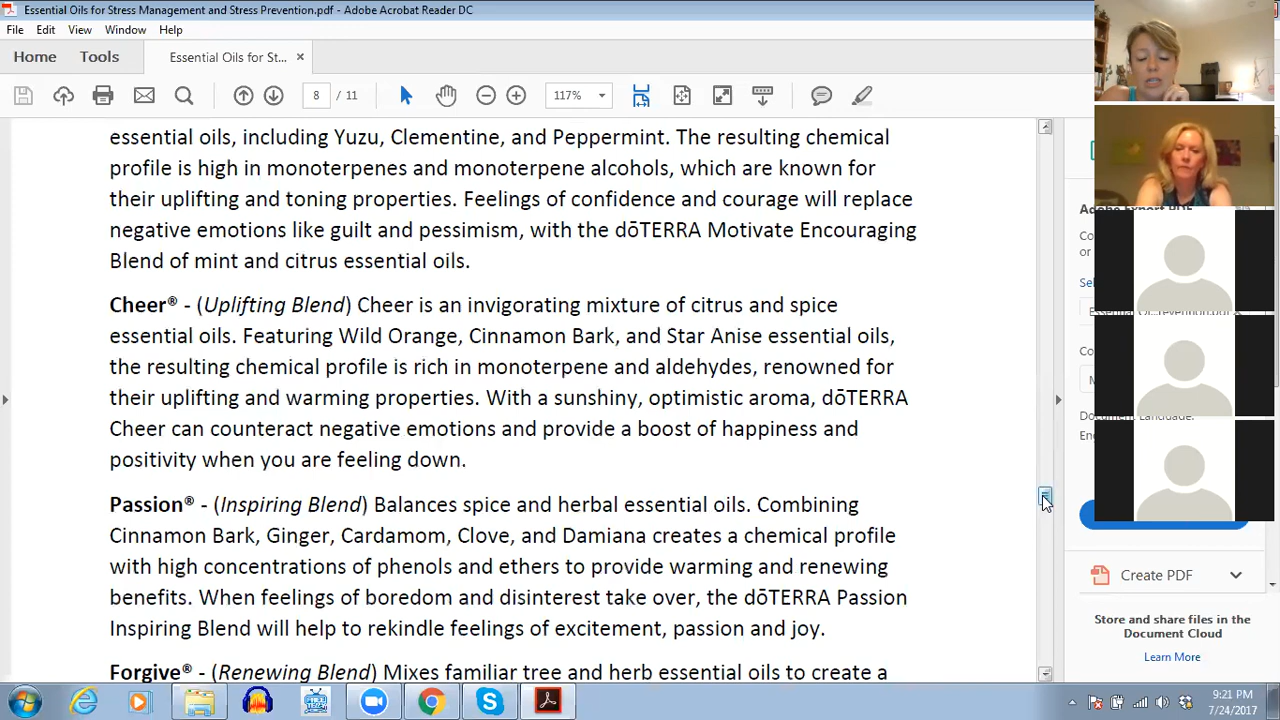 Essential Oils for Stress Management and Stress Prevention.pdf - Adobe Acrobat Reader DC
File Edit View Window Help
Home Tools Essential Oils for St... ×
8 / 11 117%
essential oils, including Yuzu, Clementine, and Peppermint. The resulting chemical
profile is high in monoterpenes and monoterpene alcohols, which are known for
their uplifting and toning properties. Feelings of confidence and courage will replace
negative emotions like guilt and pessimism, with the dōTERRA Motivate Encouraging
Blend of mint and citrus essential oils.
Cheer® - (Uplifting Blend) Cheer is an invigorating mixture of citrus and spice
essential oils. Featuring Wild Orange, Cinnamon Bark, and Star Anise essential oils,
the resulting chemical profile is rich in monoterpene and aldehydes, renowned for
their uplifting and warming properties. With a sunshiny, optimistic aroma, dōTERRA
Cheer can counteract negative emotions and provide a boost of happiness and
positivity when you are feeling down.
Passion® - (Inspiring Blend) Balances spice and herbal essential oils. Combining
Cinnamon Bark, Ginger, Cardamom, Clove, and Damiana creates a chemical profile
with high concentrations of phenols and ethers to provide warming and renewing
benefits. When feelings of boredom and disinterest take over, the dōTERRA Passion
Inspiring Blend will help to rekindle feelings of excitement, passion and joy.
Forgive® - (Renewing Blend) Mixes familiar tree and herb essential oils to create a
Create PDF
Store and share files in the
Document Cloud
Learn More
9:21 PM
7/24/2017